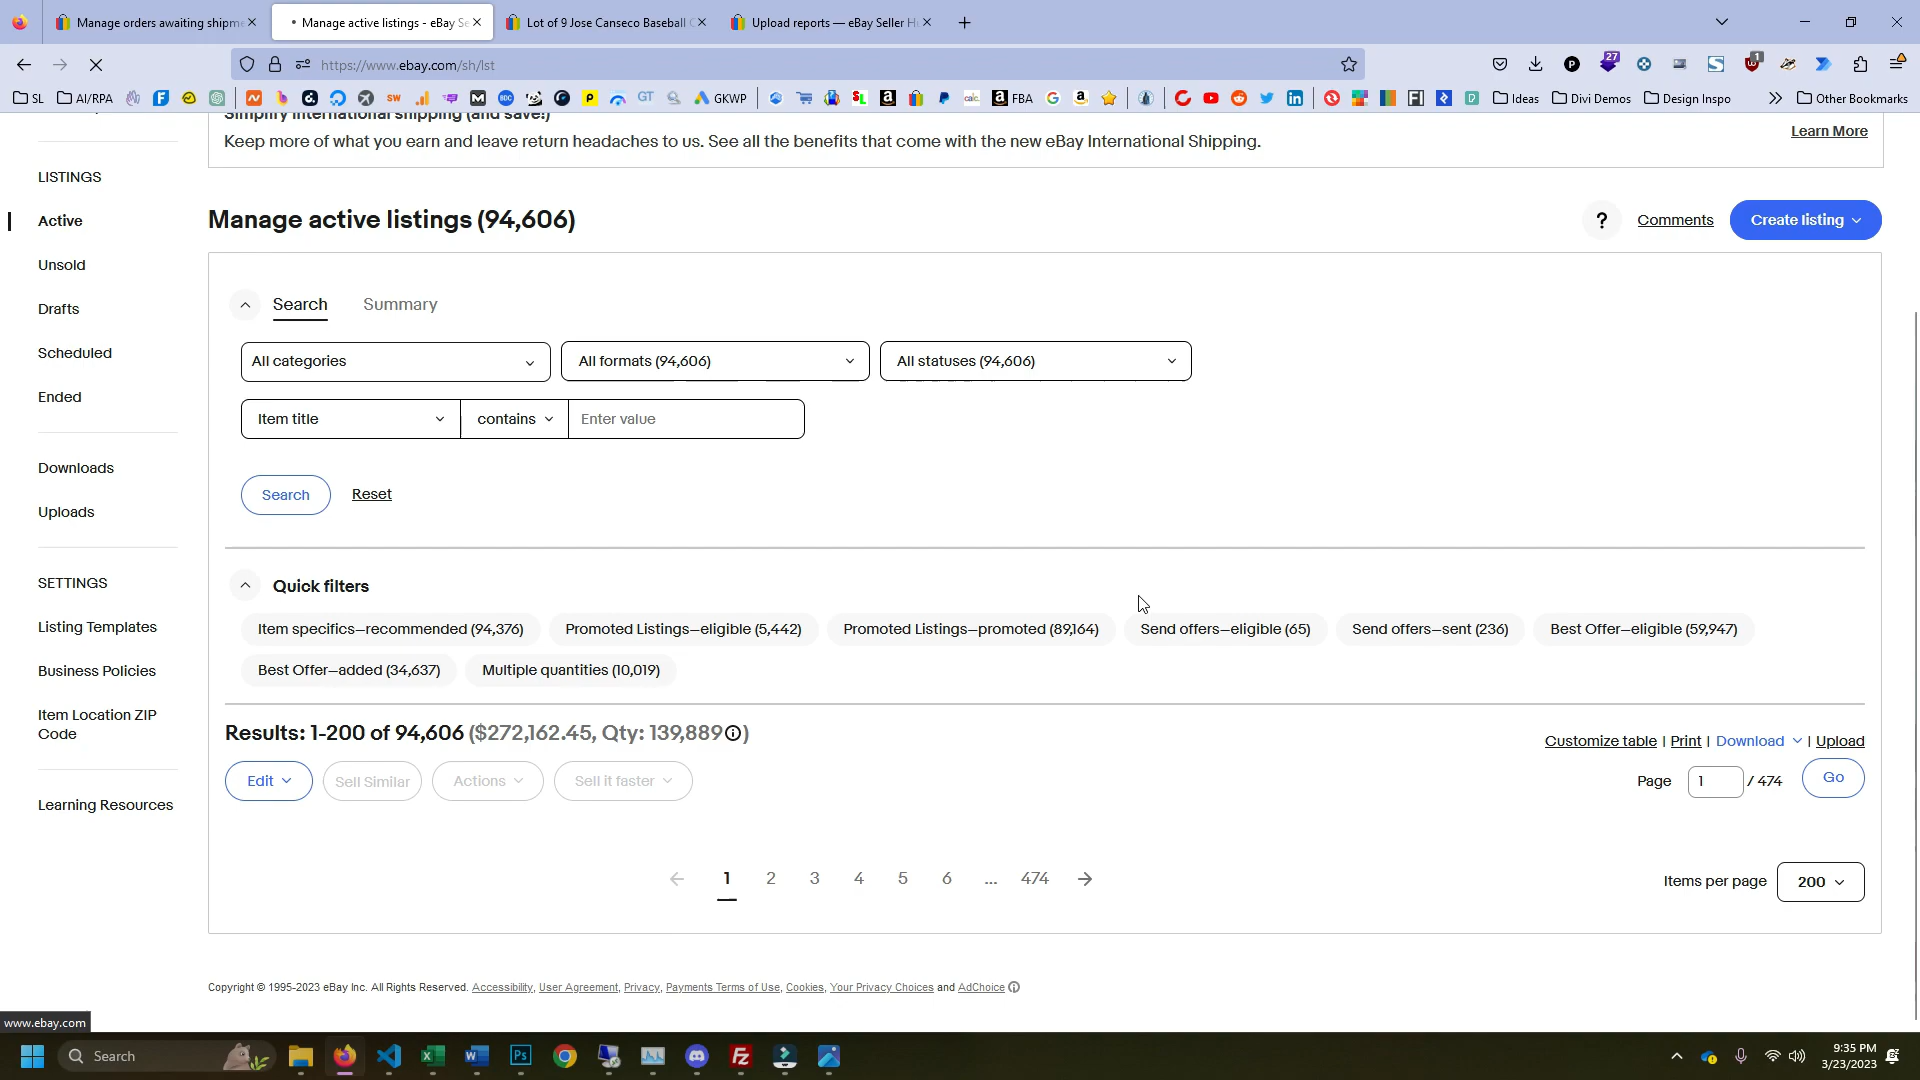 Manage orders awaiting shipme
Manage active listings - eBay Se
Lot of 9 Jose Canseco Baseball C
Upload reports — eBay Seller H
https://www.ebay.com/sh/lst
27
1
SL
AI/RPA
SW
GT
GKWP
FBA
Ideas
Divi Demos
Design Inspo
Other Bookmarks
Simplify international shipping (and save!)
Keep more of what you earn and leave return headaches to us. See all the benefits that come with the new eBay International Shipping.
Learn More
LISTINGS
Active
Unsold
Drafts
Scheduled
Ended
Downloads
Uploads
SETTINGS
Listing Templates
Business Policies
Item Location ZIP
Code
Learning Resources
Manage active listings (94,606)
?
Comments
Create listing
Search
Summary
All categories
All formats (94,606)
All statuses (94,606)
Item title
contains
Enter value
Search
Reset
Quick filters
Item specifics—recommended (94,376)
Promoted Listings—eligible (5,442)
Promoted Listings—promoted (89,164)
Send offers—eligible (65)
Send offers—sent (236)
Best Offer—eligible (59,947)
Best Offer—added (34,637)
Multiple quantities (10,019)
Results: 1-200 of 94,606 ($272,162.45, Qty: 139,889)
Customize table | Print | Download | Upload
Edit
Sell Similar
Actions
Sell it faster
Page 1 / 474 Go
1 2 3 4 5 6 ... 474
Items per page 200
Copyright © 1995-2023 eBay Inc. All Rights Reserved. Accessibility, User Agreement, Privacy, Payments Terms of Use, Cookies, Your Privacy Choices and AdChoice
www.ebay.com
Search
9:35 PM
3/23/2023